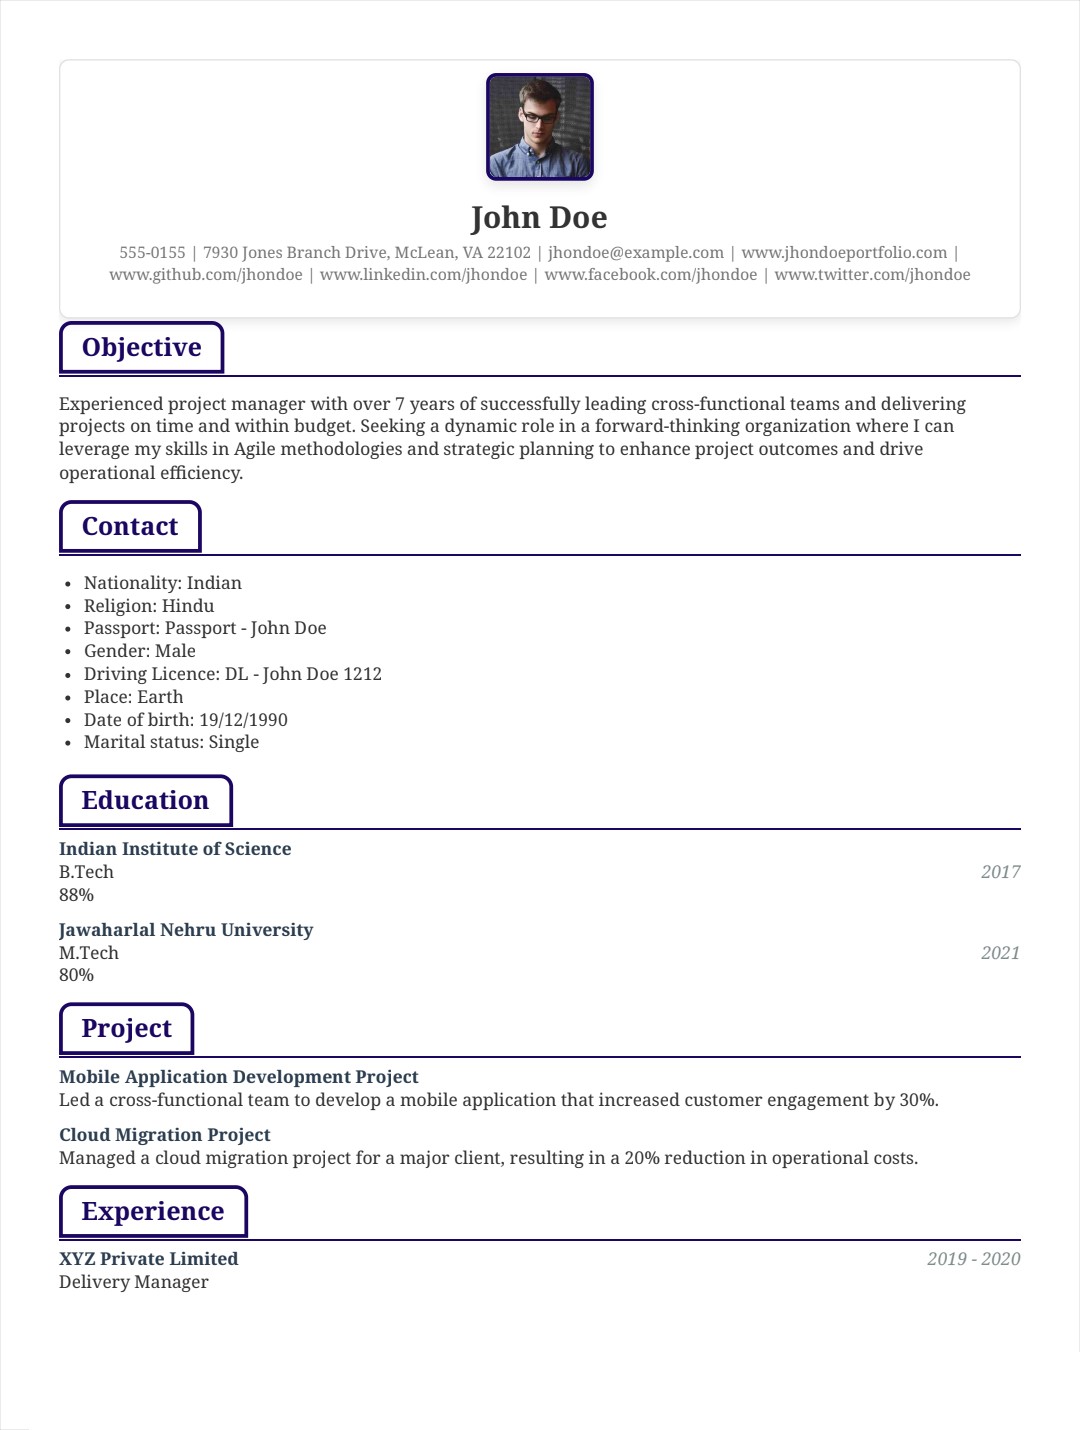 John Doe
555-0155 | 7930 Jones Branch Drive, McLean, VA 22102 | jhondoe@example.com | www.jhondoeportfolio.com |
www.github.com/jhondoe | www.linkedin.com/jhondoe | www.facebook.com/jhondoe | www.twitter.com/jhondoe
Objective
Experienced project manager with over 7 years of successfully leading cross-functional teams and delivering
projects on time and within budget. Seeking a dynamic role in a forward-thinking organization where I can
leverage my skills in Agile methodologies and strategic planning to enhance project outcomes and drive
operational efficiency.
Contact
• Nationality: Indian
• Religion: Hindu
• Passport: Passport - John Doe
• Gender: Male
• Driving Licence: DL - John Doe 1212
• Place: Earth
• Date of birth: 19/12/1990
• Marital status: Single
Education
Indian Institute of Science
B.Tech 2017
88%
Jawaharlal Nehru University
M.Tech 2021
80%
Project
Mobile Application Development Project
Led a cross-functional team to develop a mobile application that increased customer engagement by 30%.
Cloud Migration Project
Managed a cloud migration project for a major client, resulting in a 20% reduction in operational costs.
Experience
XYZ Private Limited 2019 - 2020
Delivery Manager